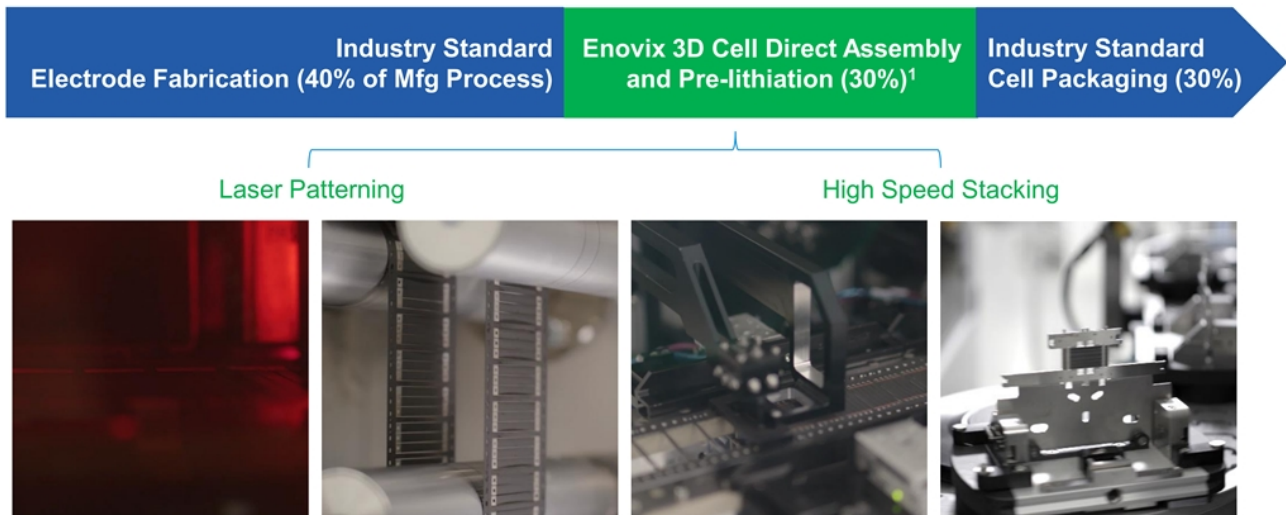 Industry Standard
Electrode Fabrication (40% of Mfg Process)
Enovix 3D Cell Direct Assembly
and Pre-lithiation (30%)¹
Industry Standard
Cell Packaging (30%)
Laser Patterning
High Speed Stacking